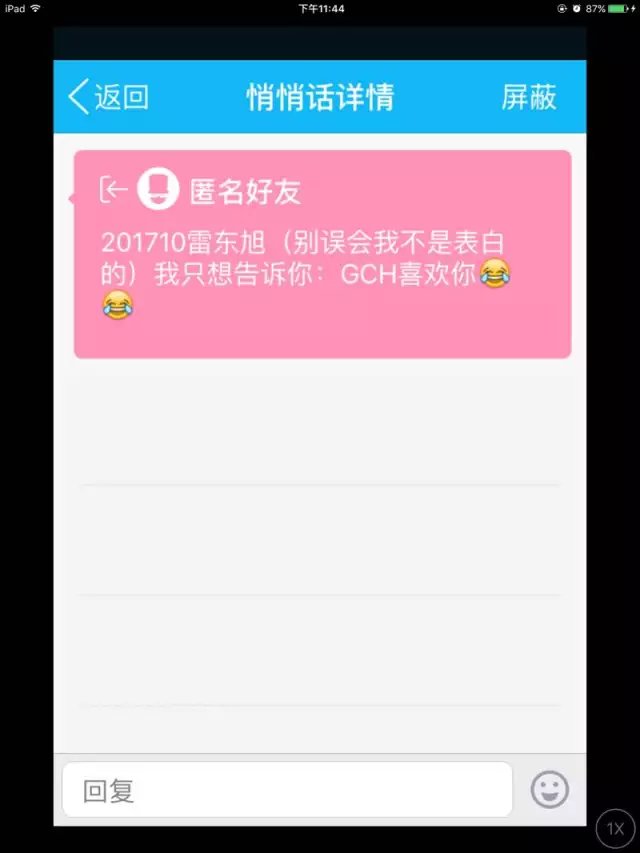 iPad 下午11:44 87%
返回 悄悄话详情 屏蔽
匿名好友
201710雷东旭（别误会我不是表白
的）我只想告诉你：GCH喜欢你😂
😂
回复
1X